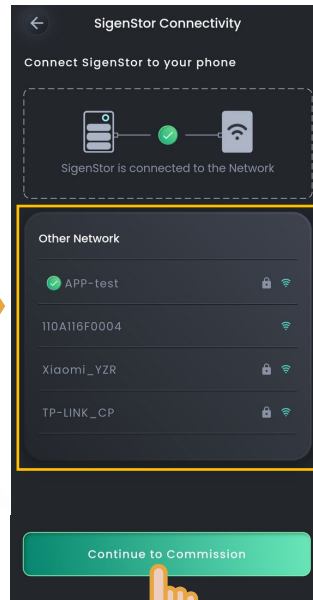 SigenStor Connectivity
Connect SigenStor to your phone
SigenStor is connected to the Network
Other Network
APP-test
110A116F0004
Xiaomi_YZR
TP-LINK_CP
Continue to Commission